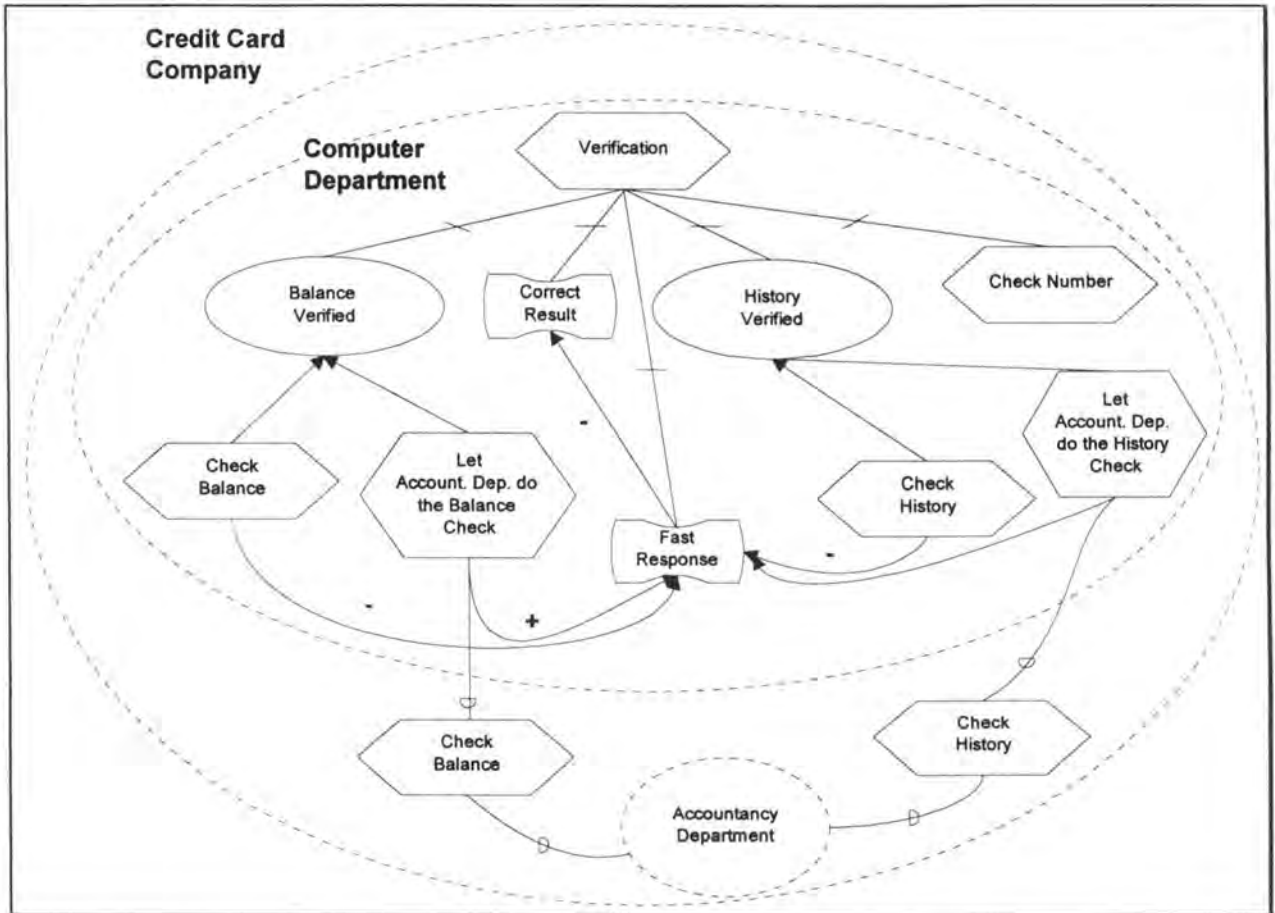 Credit Card
Company
Computer
Department
Verification
Balance
Verified
Correct
Result
History
Verified
Check Number
Check
Balance
Let
Account. Dep. do
the Balance
Check
-
Fast
Response
Check
History
Let
Account. Dep.
do the History
Check
-
-
+
Check
Balance
Check
History
Accountancy
Department